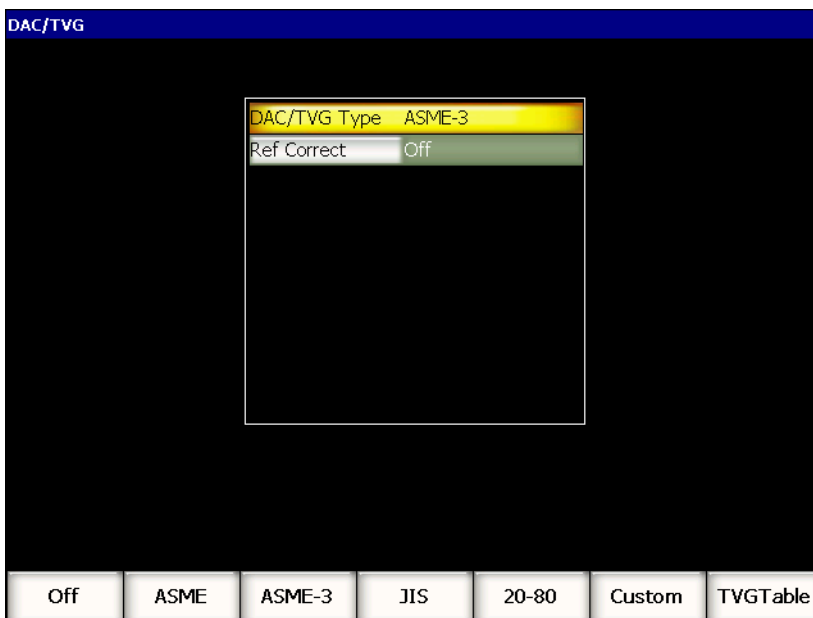 DAC/TVG
DAC/TVG Type ASME-3
Ref Correct Off
Off ASME ASME-3 JIS 20-80 Custom TVGTable